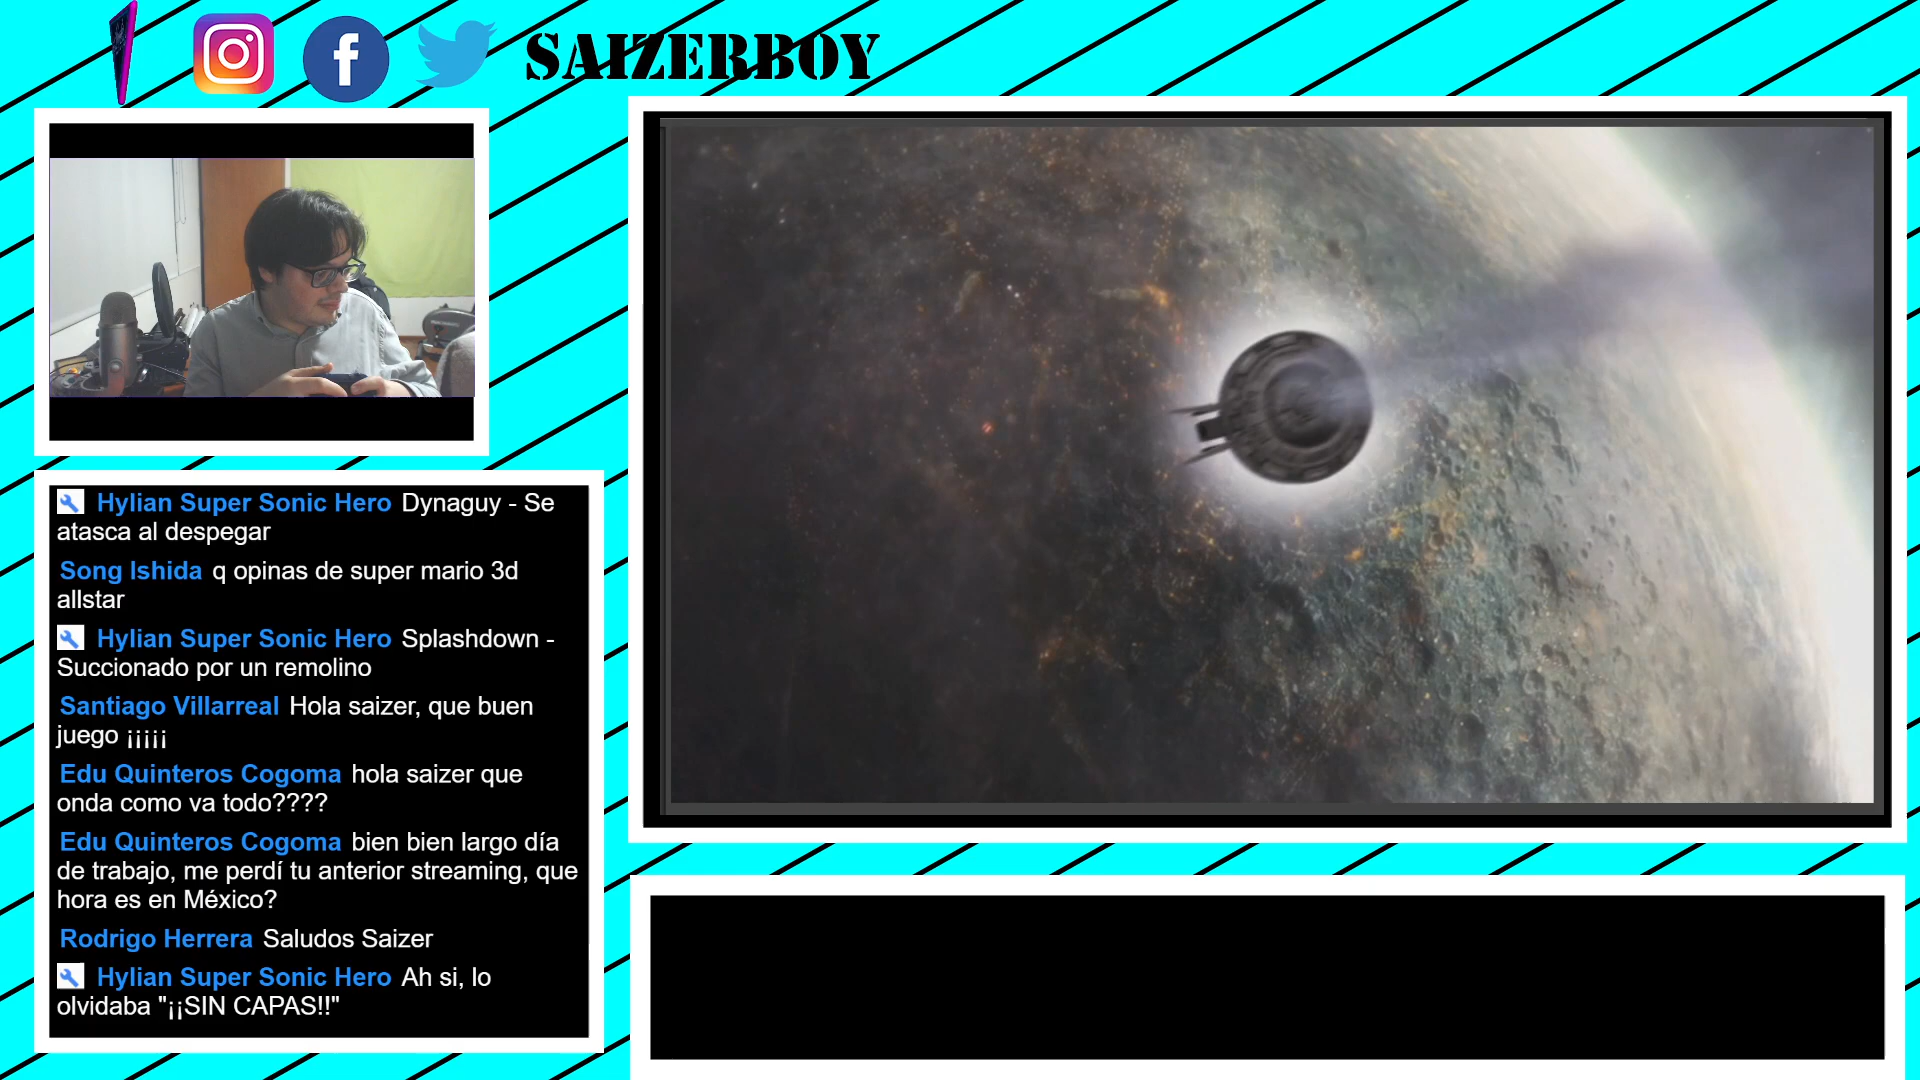 SAIZERBOY
Hylian Super Sonic Hero Dynaguy - Se
atasca al despegar
Song Ishida q opinas de super mario 3d
allstar
Hylian Super Sonic Hero Splashdown -
Succionado por un remolino
Santiago Villarreal Hola saizer, que buen
juego ¡¡¡¡¡
Edu Quinteros Cogoma hola saizer que
onda como va todo????
Edu Quinteros Cogoma bien bien largo día
de trabajo, me perdí tu anterior streaming, que
hora es en México?
Rodrigo Herrera Saludos Saizer
Hylian Super Sonic Hero Ah si, lo
olvidaba "¡¡SIN CAPAS!!"